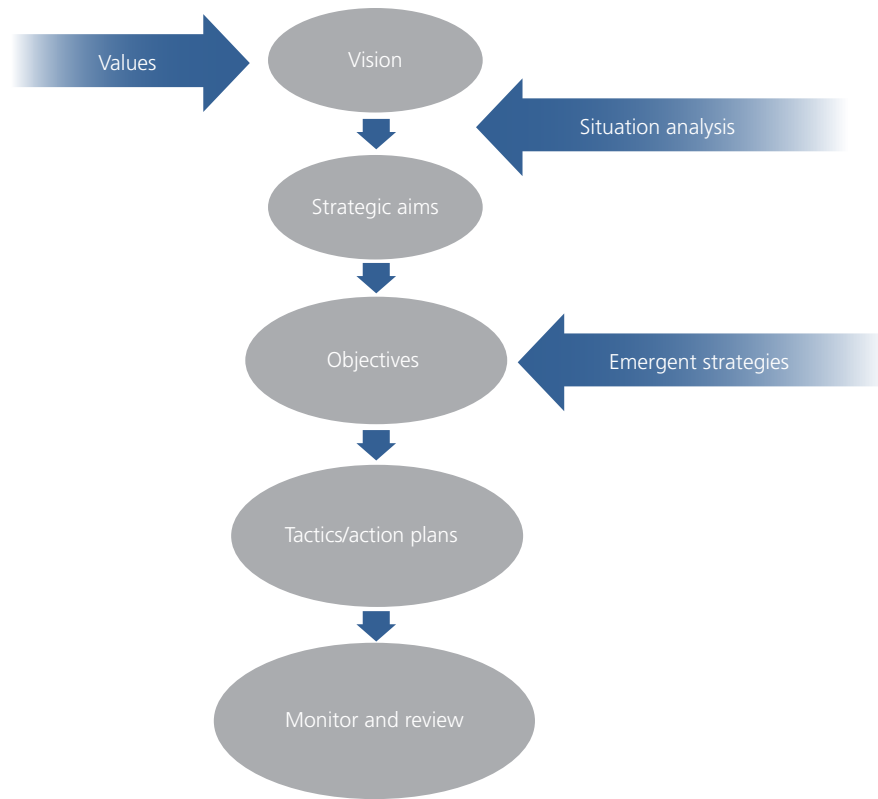 Values
Vision
Situation analysis
Strategic aims
Objectives
Emergent strategies
Tactics/action plans
Monitor and review